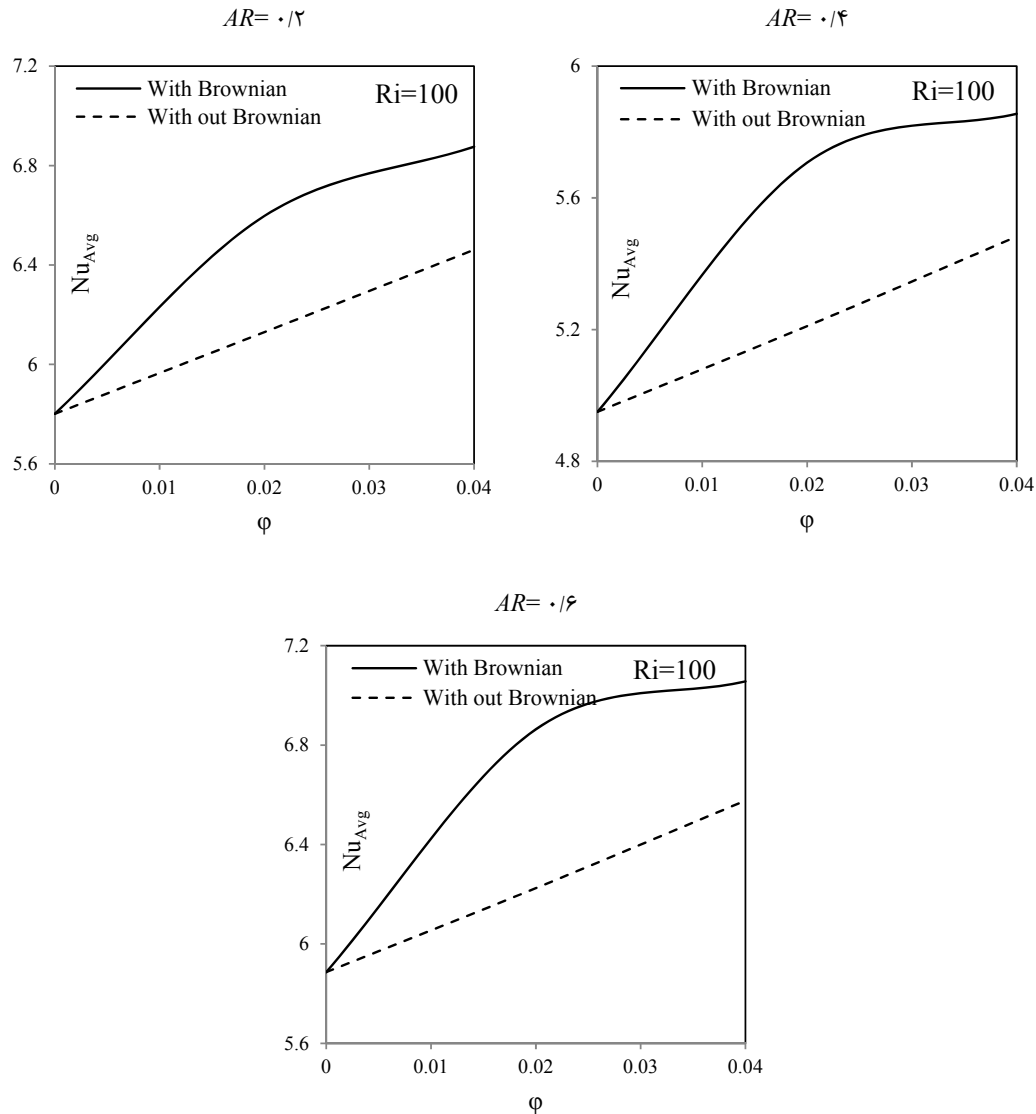 AR= ۰/۲
7.2
6.8
6.4
6
5.6
With Brownian
With out Brownian
Ri=100
Nu_Avg
0 0.01 0.02 0.03 0.04
φ
AR= ۰/۴
6
5.6
5.2
4.8
With Brownian
With out Brownian
Ri=100
Nu_Avg
0 0.01 0.02 0.03 0.04
φ
AR= ۰/۶
7.2
6.8
6.4
6
5.6
With Brownian
With out Brownian
Ri=100
Nu_Avg
0 0.01 0.02 0.03 0.04
φ